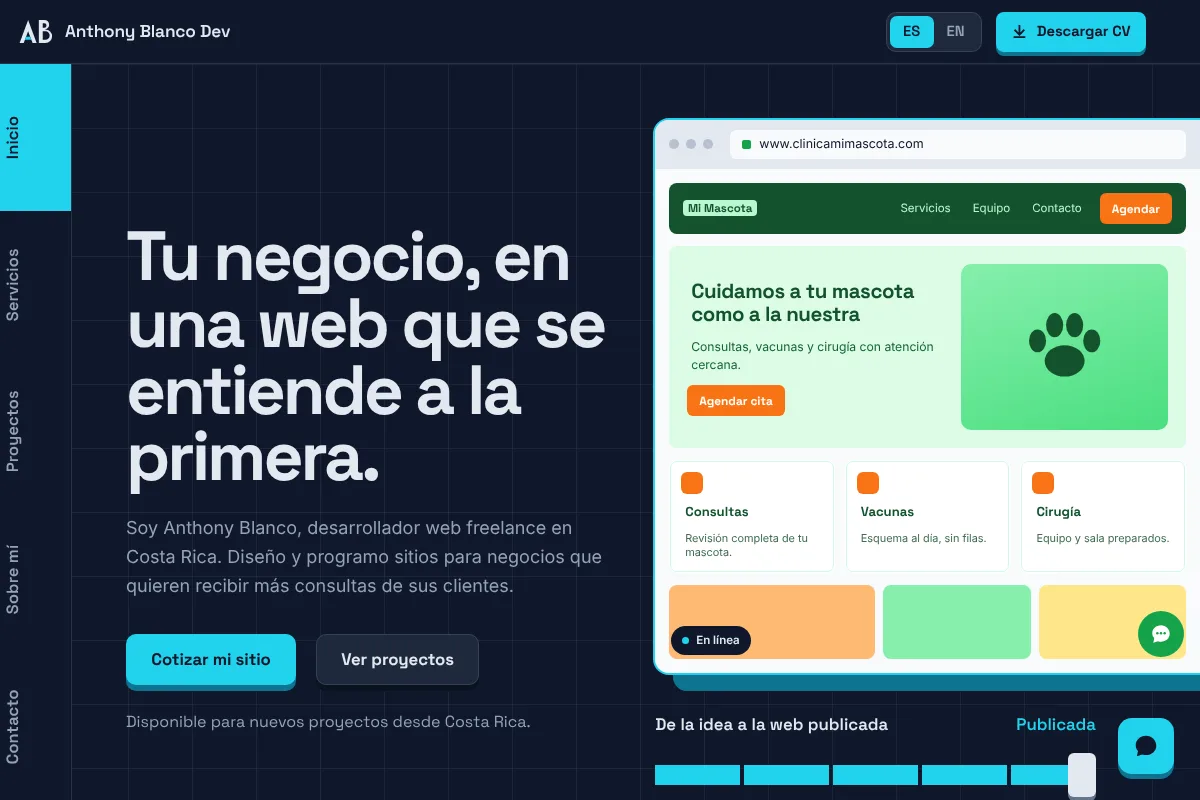 AB Anthony Blanco Dev
ES EN
Descargar CV
Inicio
Servicios
Proyectos
Sobre mí
Contacto
Tu negocio, en
una web que se
entiende a la
primera.
Soy Anthony Blanco, desarrollador web freelance en
Costa Rica. Diseño y programo sitios para negocios que
quieren recibir más consultas de sus clientes.
Cotizar mi sitio
Ver proyectos
Disponible para nuevos proyectos desde Costa Rica.
www.clinicamimascota.com
Mi Mascota
Servicios Equipo Contacto Agendar
Cuidamos a tu mascota
como a la nuestra
Consultas, vacunas y cirugía con atención
cercana.
Agendar cita
Consultas
Revisión completa de tu
mascota.
Vacunas
Esquema al día, sin filas.
Cirugía
Equipo y sala preparados.
En línea
De la idea a la web publicada
Publicada